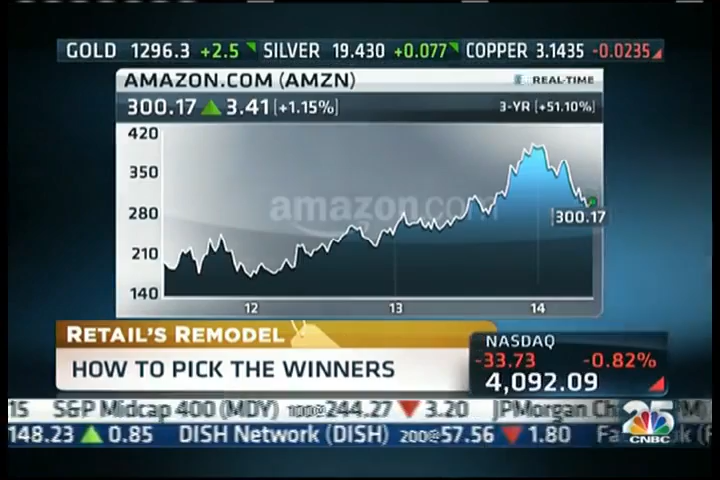 GOLD 1296.3 +2.5 SILVER 19.430 +0.077 COPPER 3.1435 -0.0235
AMAZON.COM (AMZN) REAL-TIME
300.17 3.41 [+1.15%] 3-YR [+51.10%]
420
350
280
210
140
amazon.com
300.17
12 13 14
RETAIL'S REMODEL
HOW TO PICK THE WINNERS
NASDAQ
-33.73 -0.82%
4,092.09
15 S&P Midcap 400 (MDY) 100@244.27 3.20 JPMorgan
148.23 0.85 DISH Network (DISH) 200@57.56 1.80
25
CNBC